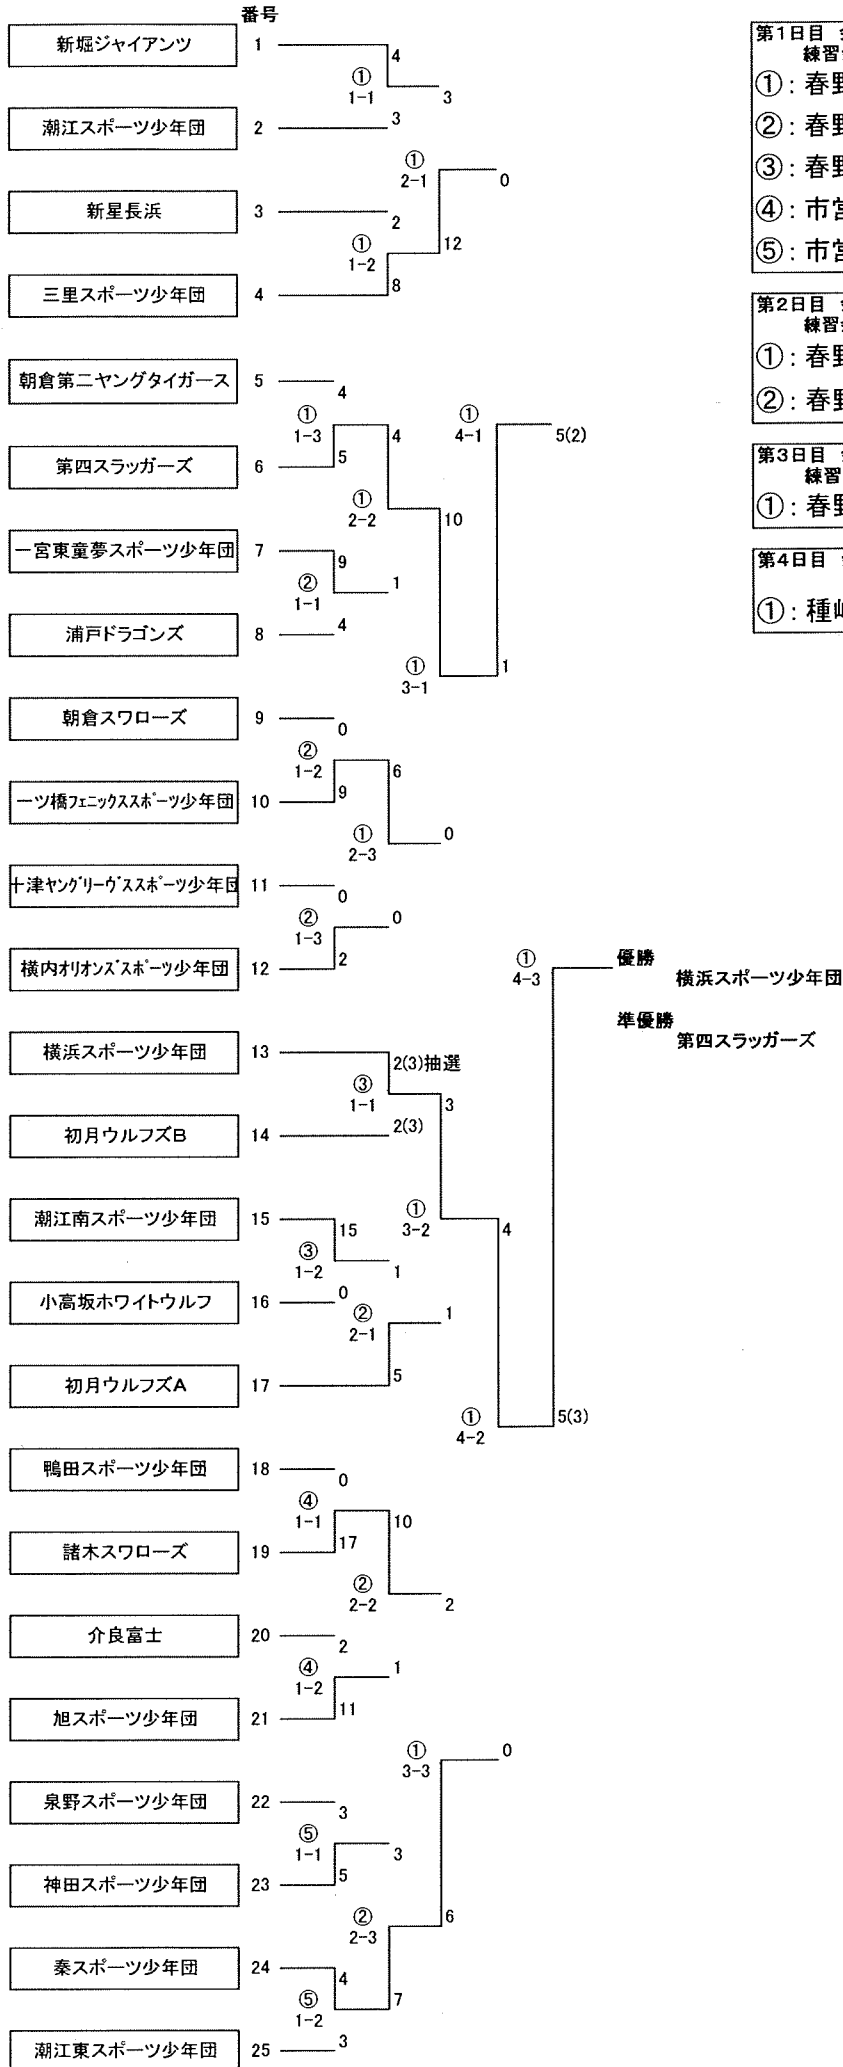 番号
新堀ジャイアンツ 1 4
① 1-1 3
潮江スポーツ少年団 2 3
① 2-1 0
新星長浜 3 2
① 1-2 12
三里スポーツ少年団 4 8
朝倉第二ヤングタイガース 5 4
① 1-3 4
① 4-1 5(2)
第四スラッガーズ 6 5
① 2-2 10
一宮東童夢スポーツ少年団 7 9
② 1-1 1
浦戸ドラゴンズ 8 4
① 3-1 1
朝倉スワローズ 9 0
② 1-2 6
一ツ橋フェニックススポーツ少年団 10 9
① 2-3 0
十津ヤングリーヴススポーツ少年団 11 0
② 1-3 0
横内オリオンズスポーツ少年団 12 2
① 4-3 優勝
横浜スポーツ少年団
準優勝
第四スラッガーズ
横浜スポーツ少年団 13 2(3)抽選
③ 1-1 3
初月ウルフズB 14 2(3)
潮江南スポーツ少年団 15 15
① 3-2 4
③ 1-2 1
小高坂ホワイトウルフ 16 0
② 2-1 1
初月ウルフズA 17 5
① 4-2 5(3)
鴨田スポーツ少年団 18 0
④ 1-1 10
諸木スワローズ 19 17
② 2-2 2
介良富士 20 2
④ 1-2 1
旭スポーツ少年団 21 11
① 3-3 0
泉野スポーツ少年団 22 3
⑤ 1-1 3
神田スポーツ少年団 23 5
② 2-3 6
秦スポーツ少年団 24 4
⑤ 1-2 7
潮江東スポーツ少年団 25 3
第1日目
練習
①：春野
②：春野
③：春野
④：市営
⑤：市営
第2日目
練習
①：春野
②：春野
第3日目
練習
①：春野
第4日目
①：種崎